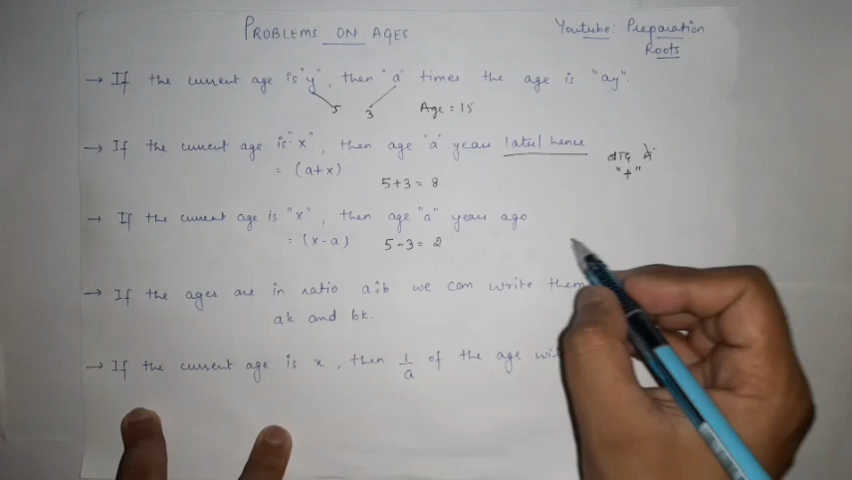 PROBLEMS ON AGES
Youtube: Preparation
Roots
→ If the current age is "y", then "a" times the age is "ay".
5 3 Age = 15
→ If the current age is "x", then age "a" years later/hence
= (a+x)
5+3 = 8
"+"
→ If the current age is "x", then age "a" years ago
= (x-a) 5-3 = 2
→ If the ages are in ratio a:b we can write them
ak and bk.
→ If the current age is x, then 1/a of the age